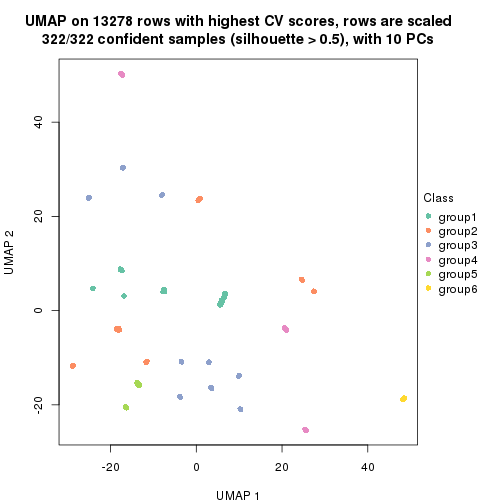 UMAP on 13278 rows with highest CV scores, rows are scaled
322/322 confident samples (silhouette > 0.5), with 10 PCs
40
20
0
-20
UMAP 2
-20
0
20
40
UMAP 1
Class
group1
group2
group3
group4
group5
group6